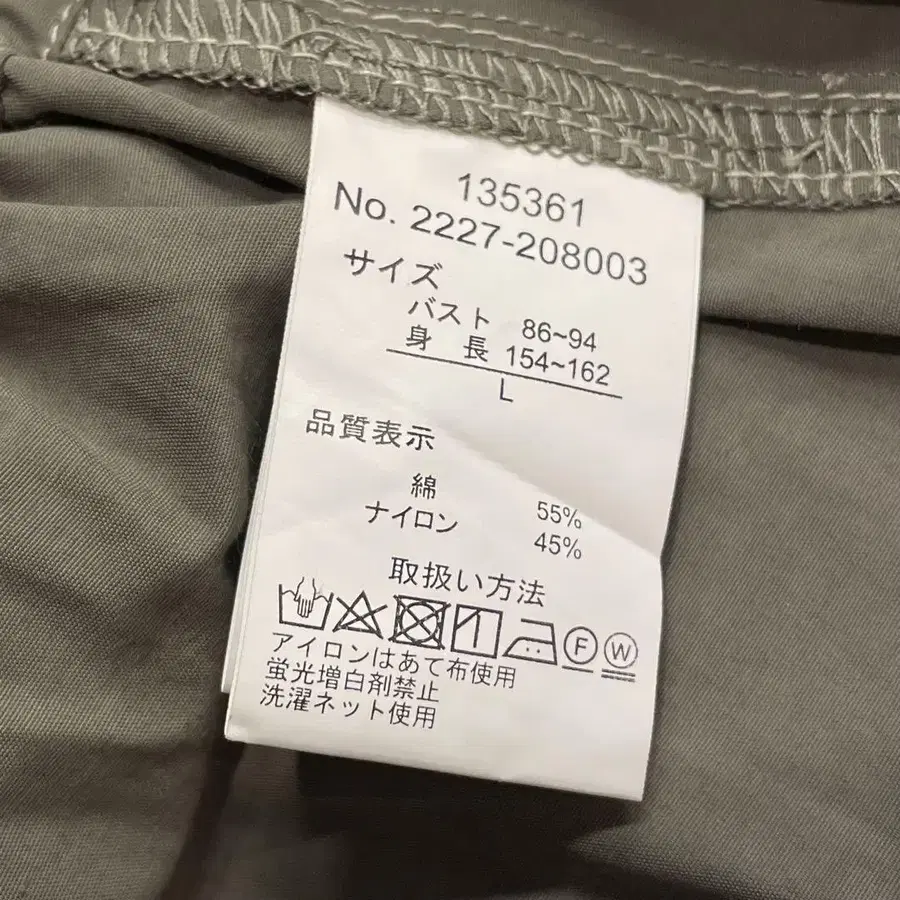 135361
No. 2227-208003
サイズ
バスト 86~94
身 長 154~162
L
品質表示
綿 55%
ナイロン 45%
取扱い方法
F W
アイロンはあて布使用
蛍光増白剤禁止
洗濯ネット使用